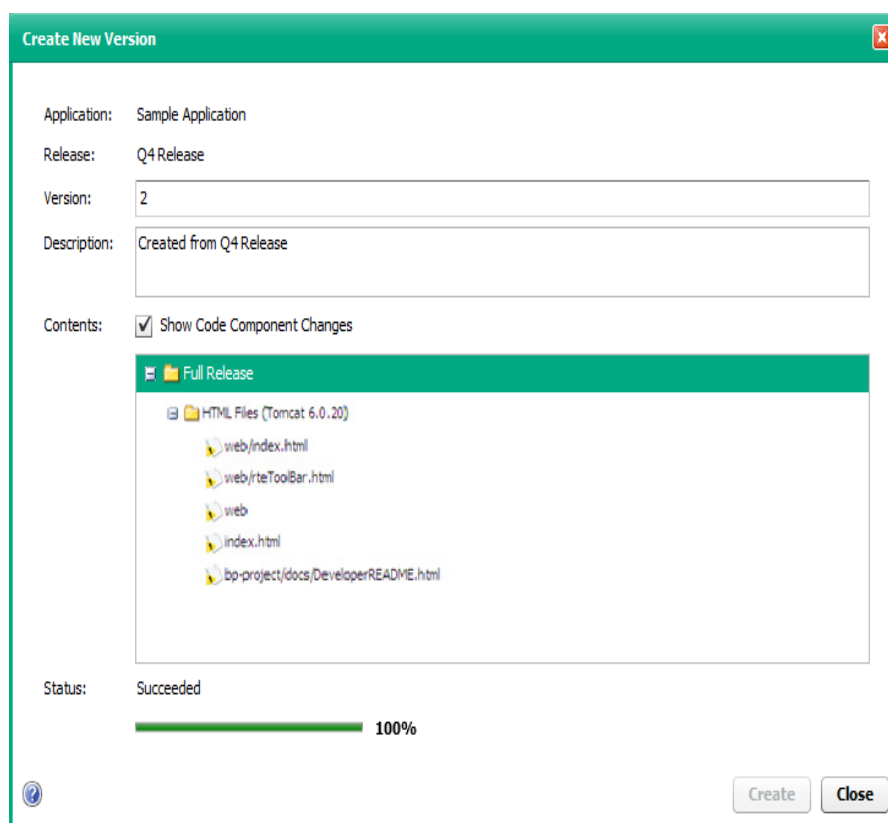 Create New Version
Application: Sample Application
Release: Q4 Release
Version: 2
Description: Created from Q4 Release
Contents: Show Code Component Changes
Full Release
HTML Files (Tomcat 6.0.20)
web/index.html
web/rteToolBar.html
web
index.html
bp-project/docs/DeveloperREADME.html
Status: Succeeded
100%
Create Close